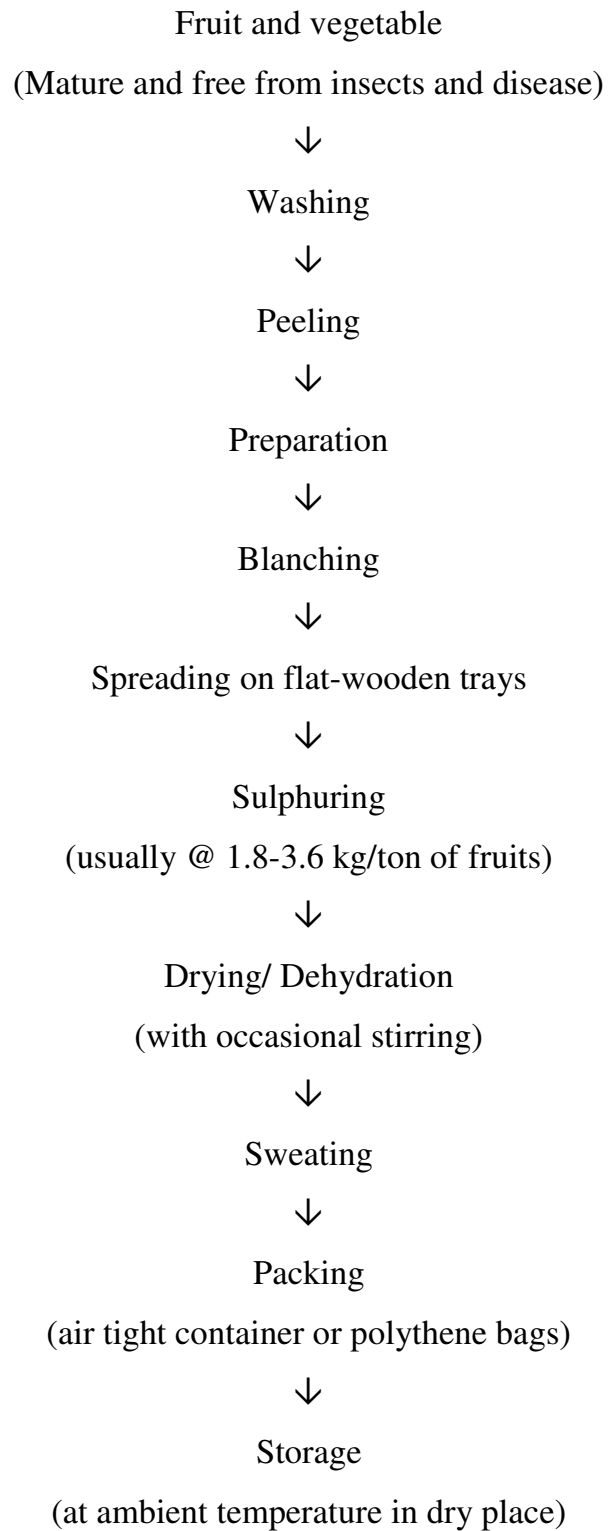 Fruit and vegetable
(Mature and free from insects and disease)
↓
Washing
↓
Peeling
↓
Preparation
↓
Blanching
↓
Spreading on flat-wooden trays
↓
Sulphuring
(usually @ 1.8-3.6 kg/ton of fruits)
↓
Drying/ Dehydration
(with occasional stirring)
↓
Sweating
↓
Packing
(air tight container or polythene bags)
↓
Storage
(at ambient temperature in dry place)